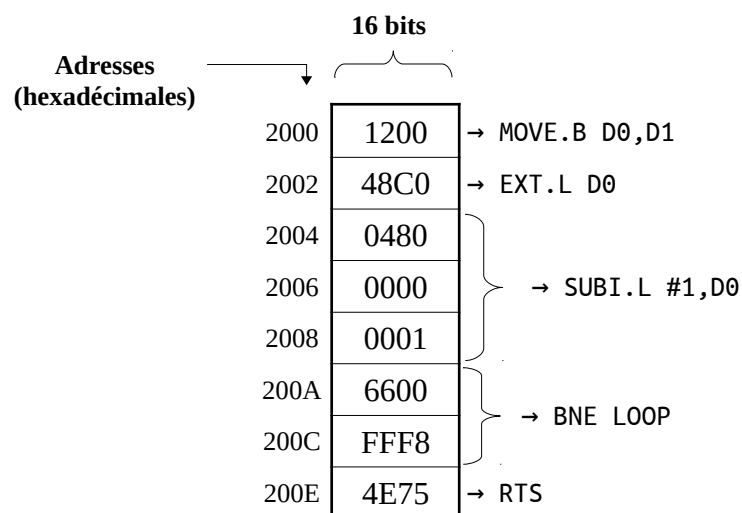 16 bits
Adresses
(hexadécimales)
2000 1200 → MOVE.B D0,D1
2002 48C0 → EXT.L D0
2004 0480
2006 0000 → SUBI.L #1,D0
2008 0001
200A 6600
→ BNE LOOP
200C FFF8
200E 4E75 → RTS